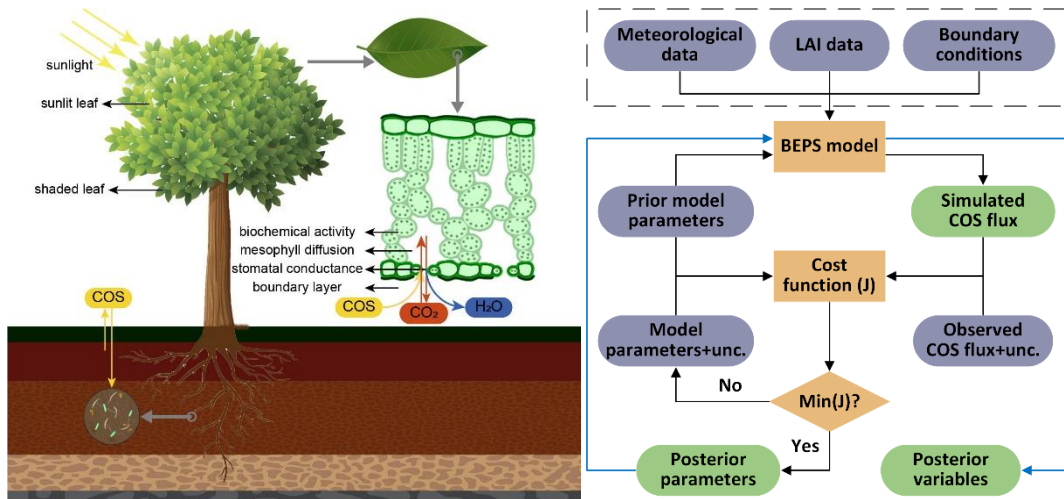 sunlight
sunlit leaf
shaded leaf
biochemical activity
mesophyll diffusion
stomatal conductance
boundary layer
COS
CO₂
H₂O
COS
Meteorological
data
LAI data
Boundary
conditions
BEPS model
Prior model
parameters
Simulated
COS flux
Cost
function (J)
Model
parameters+unc.
Observed
COS flux+unc.
No
Min(J)?
Yes
Posterior
parameters
Posterior
variables